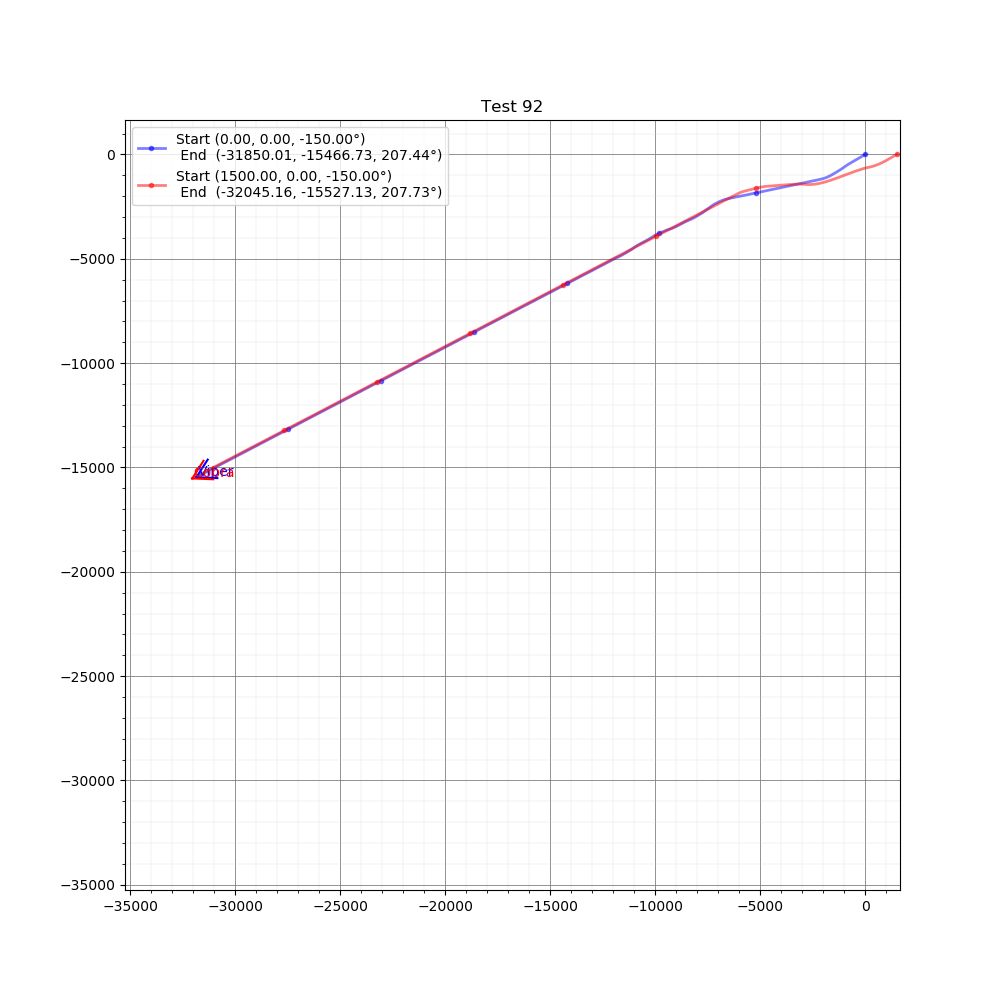 Test 92
Start (0.00, 0.00, -150.00°)
End (-31850.01, -15466.73, 207.44°)
Start (1500.00, 0.00, -150.00°)
End (-32045.16, -15527.13, 207.73°)
0
−5000
−10000
−15000
−20000
−25000
−30000
−35000
Viper
−35000 −30000 −25000 −20000 −15000 −10000 −5000 0